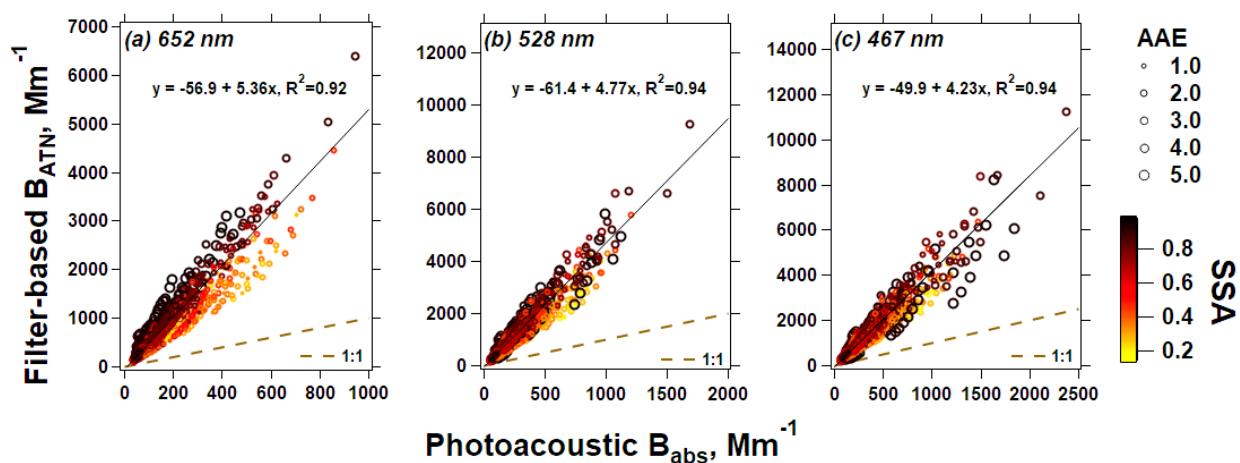 Filter-based B_ATN, Mm⁻¹
(a) 652 nm
y = -56.9 + 5.36x, R²=0.92
7000
6000
5000
4000
3000
2000
1000
0
0 200 400 600 800 1000
1:1
(b) 528 nm
y = -61.4 + 4.77x, R²=0.94
12000
10000
8000
6000
4000
2000
0
0 500 1000 1500 2000
1:1
(c) 467 nm
y = -49.9 + 4.23x, R²=0.94
14000
12000
10000
8000
6000
4000
2000
0
0 500 1000 1500 2000 2500
1:1
Photoacoustic B_abs, Mm⁻¹
AAE
1.0
2.0
3.0
4.0
5.0
0.8
0.6
0.4
0.2
SSA